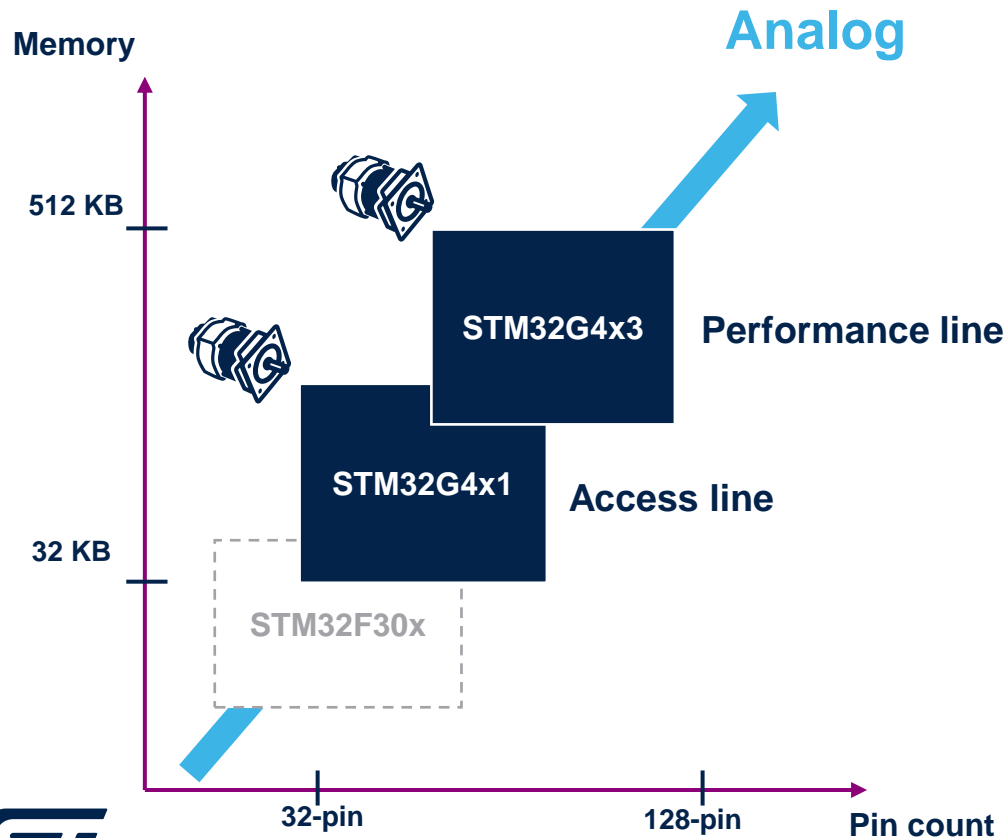 Analog
Memory
512 KB
STM32G4x3
Performance line
STM32G4x1
Access line
32 KB
STM32F30x
32-pin
128-pin
Pin count